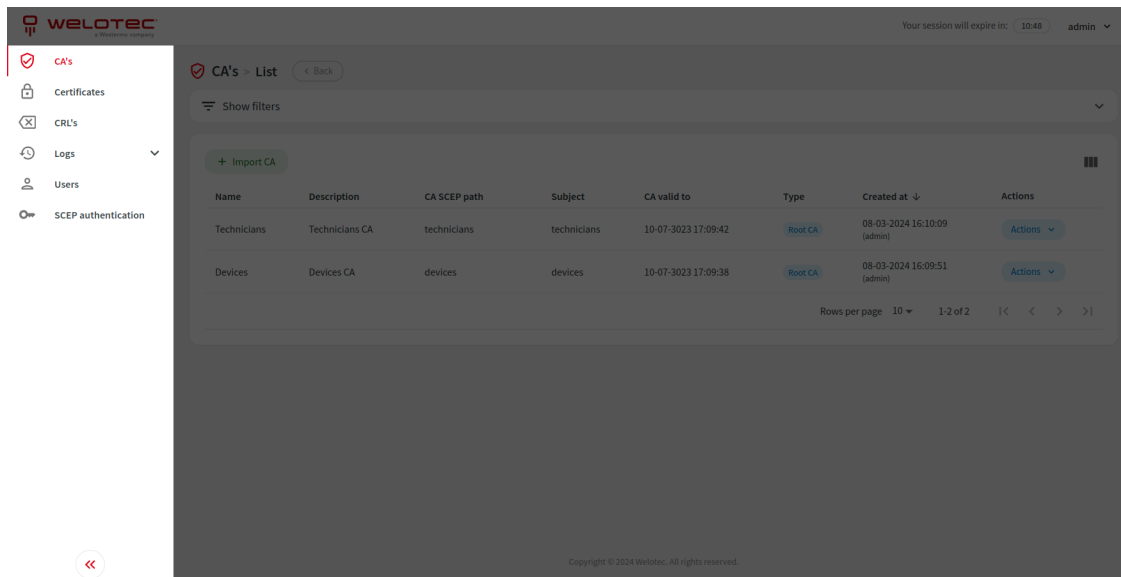 WELOTEC
a Westermo company
Your session will expire in: 10:48 admin
CA's
Certificates
CRL's
Logs
Users
SCEP authentication
CA's > List < Back
Show filters
+ Import CA
Name Description CA SCEP path Subject CA valid to Type Created at ↓ Actions
Technicians Technicians CA technicians technicians 10-07-3023 17:09:42 Root CA 08-03-2024 16:10:09 Actions
(admin)
Devices Devices CA devices devices 10-07-3023 17:09:38 Root CA 08-03-2024 16:09:51 Actions
(admin)
Rows per page 10 1-2 of 2
Copyright © 2024 Welotec. All rights reserved.